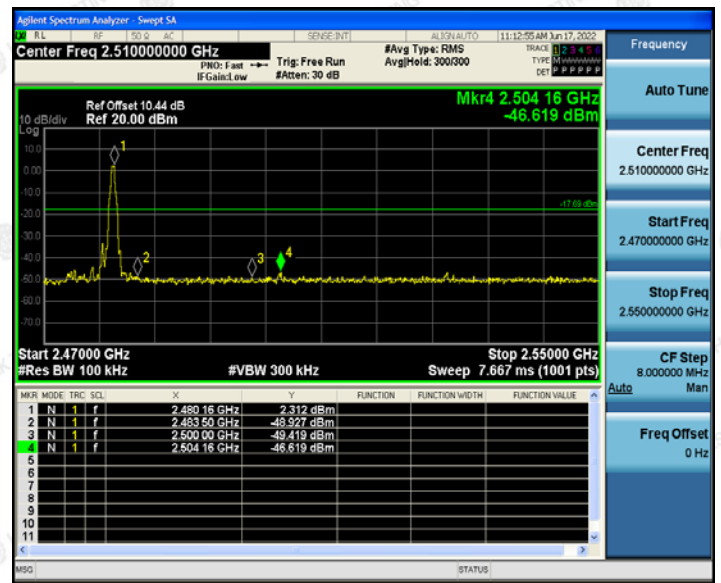 Agilent Spectrum Analyzer - Swept SA
RL RF 50 Ω AC SENSE:INT ALIGNAUTO 11:12:55 AM Jun 17, 2022
Center Freq 2.510000000 GHz
PNO: Fast
IFGain:Low
Trig: Free Run
#Atten: 30 dB
#Avg Type: RMS
Avg|Hold: 300/300
TRACE 1 2 3 4 5 6
TYPE M
DET P P P P P P
Ref Offset 10.44 dB
10 dB/div Ref 20.00 dBm
Log
Mkr4 2.504 16 GHz
-46.619 dBm
10.0
0.00
-10.0
-20.0
-30.0
-40.0
-50.0
-60.0
-70.0
1
2
3
4
-17.69 dBm
Start 2.47000 GHz Stop 2.55000 GHz
#Res BW 100 kHz #VBW 300 kHz Sweep 7.667 ms (1001 pts)
MKR MODE TRC SCL X Y FUNCTION FUNCTION WIDTH FUNCTION VALUE
1 N 1 f 2.480 16 GHz 2.312 dBm
2 N 1 f 2.483 50 GHz -48.927 dBm
3 N 1 f 2.500 00 GHz -49.419 dBm
4 N 1 f 2.504 16 GHz -46.619 dBm
5
6
7
8
9
10
11
MSG STATUS
Frequency
Auto Tune
Center Freq
2.510000000 GHz
Start Freq
2.470000000 GHz
Stop Freq
2.550000000 GHz
CF Step
8.000000 MHz
Auto Man
Freq Offset
0 Hz